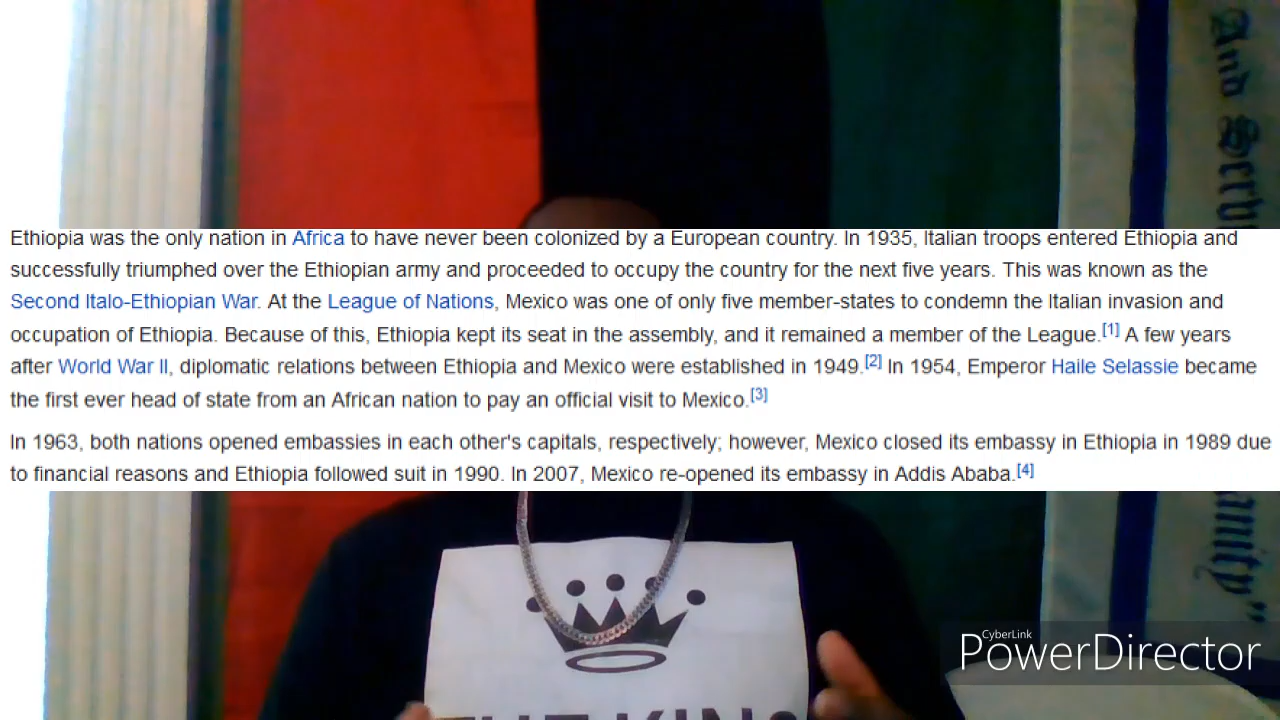 Ethiopia was the only nation in Africa to have never been colonized by a European country. In 1935, Italian troops entered Ethiopia and
successfully triumphed over the Ethiopian army and proceeded to occupy the country for the next five years. This was known as the
Second Italo-Ethiopian War. At the League of Nations, Mexico was one of only five member-states to condemn the Italian invasion and
occupation of Ethiopia. Because of this, Ethiopia kept its seat in the assembly, and it remained a member of the League.[1] A few years
after World War II, diplomatic relations between Ethiopia and Mexico were established in 1949.[2] In 1954, Emperor Haile Selassie became
the first ever head of state from an African nation to pay an official visit to Mexico.[3]
In 1963, both nations opened embassies in each other's capitals, respectively; however, Mexico closed its embassy in Ethiopia in 1989 due
to financial reasons and Ethiopia followed suit in 1990. In 2007, Mexico re-opened its embassy in Addis Ababa.[4]
And
THE KING
CyberLink
PowerDirector